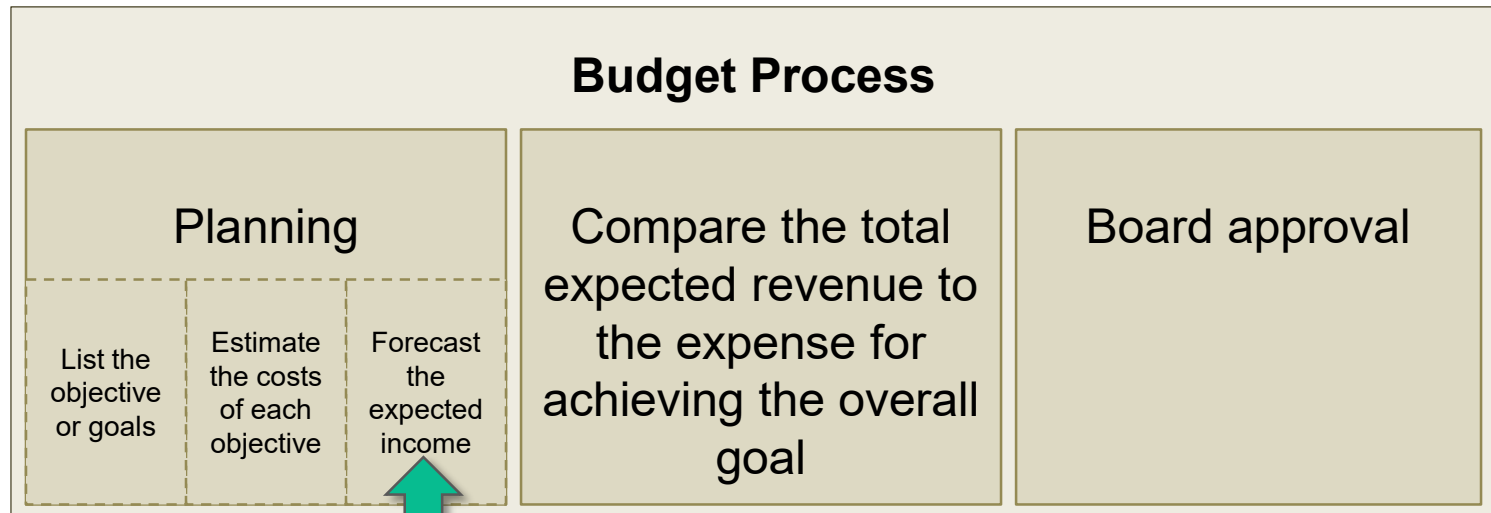 Budget Process
Planning
List the
objective
or goals
Estimate
the costs
of each
objective
Forecast
the
expected
income
Compare the total
expected revenue to
the expense for
achieving the overall
goal
Board approval